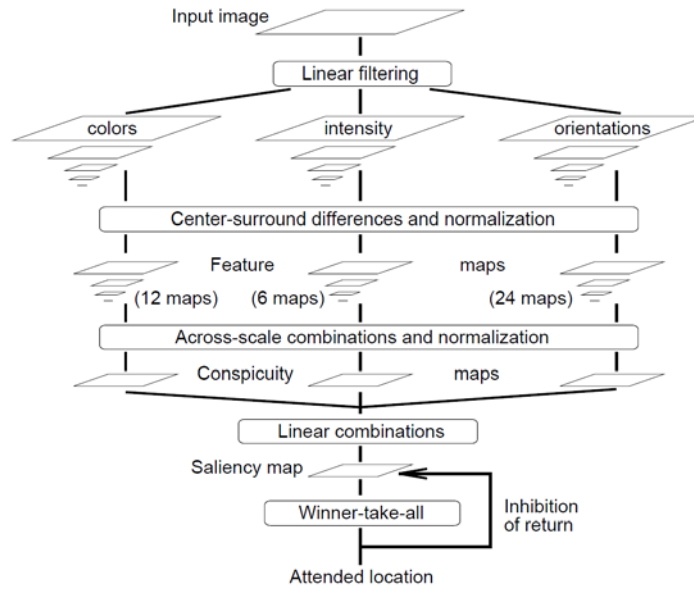 Input image
Linear filtering
colors intensity orientations
Center-surround differences and normalization
Feature maps
(12 maps) (6 maps) (24 maps)
Across-scale combinations and normalization
Conspicuity maps
Linear combinations
Saliency map
Winner-take-all
Inhibition
of return
Attended location